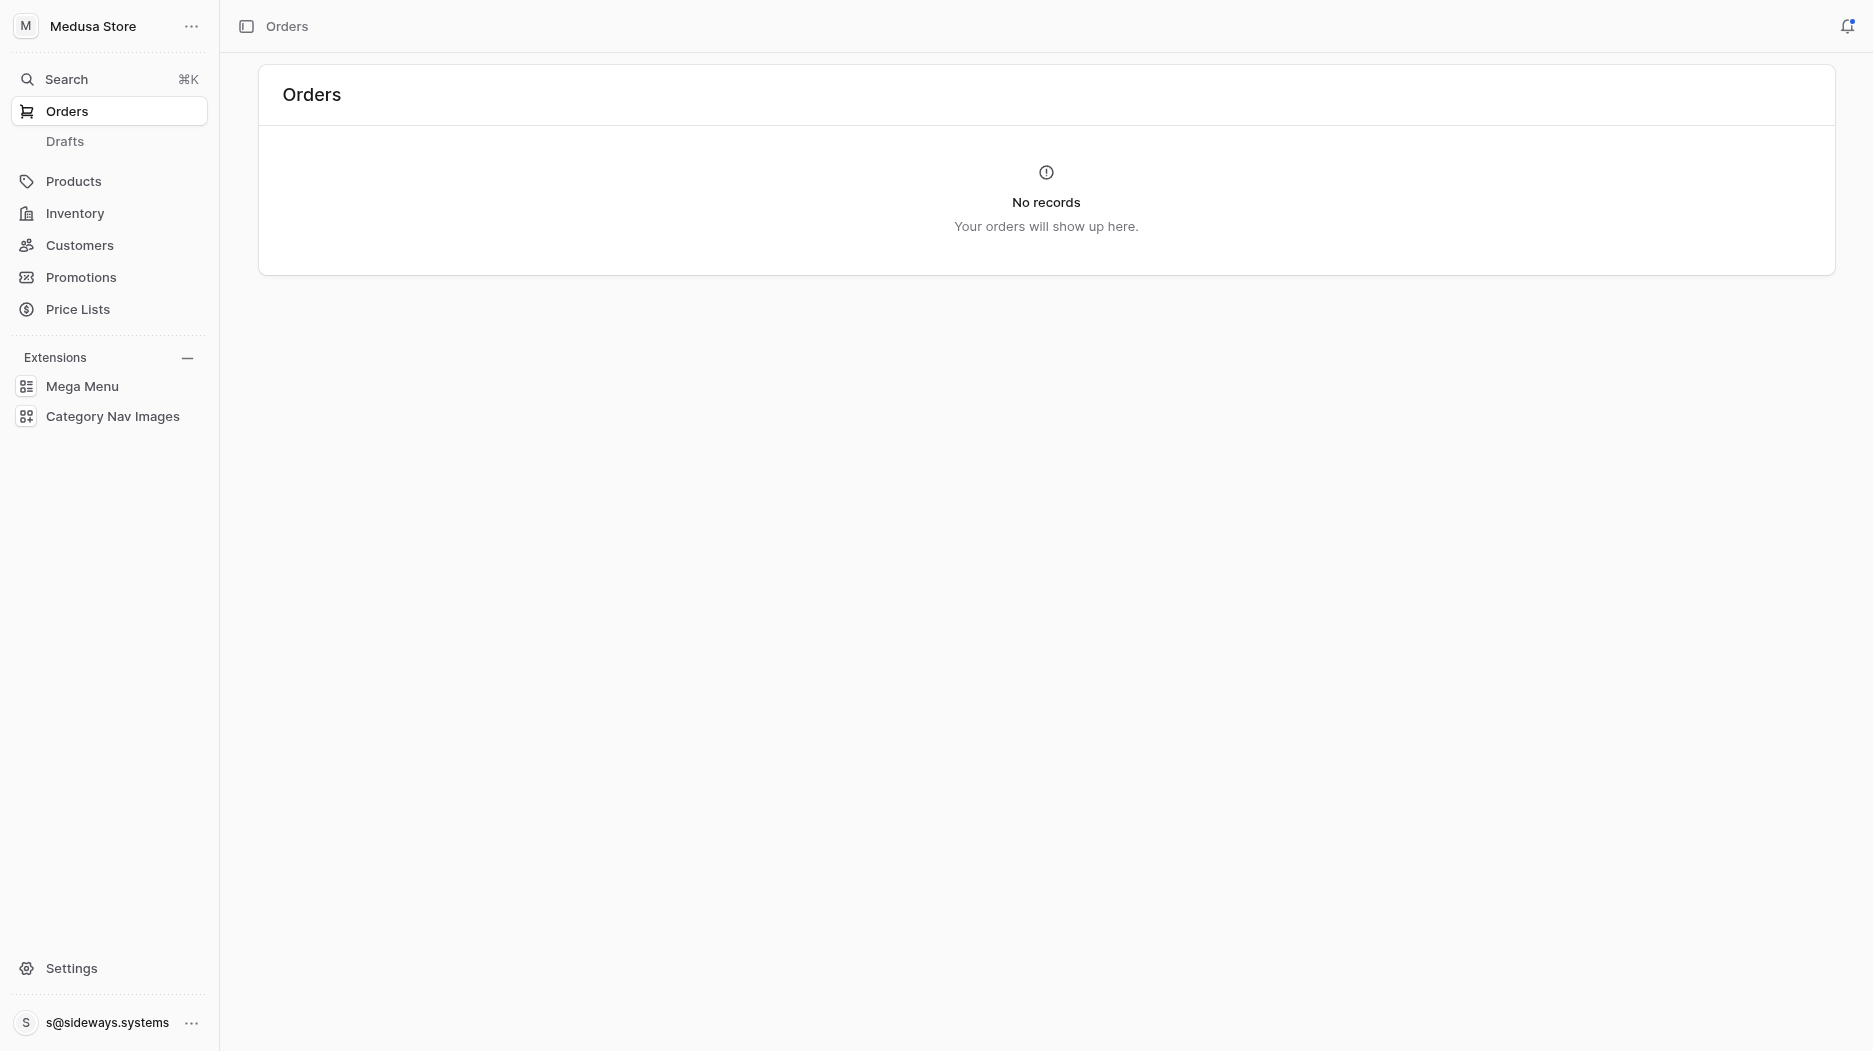 M Medusa Store
Search ⌘K
Orders
Drafts
Products
Inventory
Customers
Promotions
Price Lists
Extensions
Mega Menu
Category Nav Images
Settings
S s@sideways.systems
Orders
Orders
No records
Your orders will show up here.